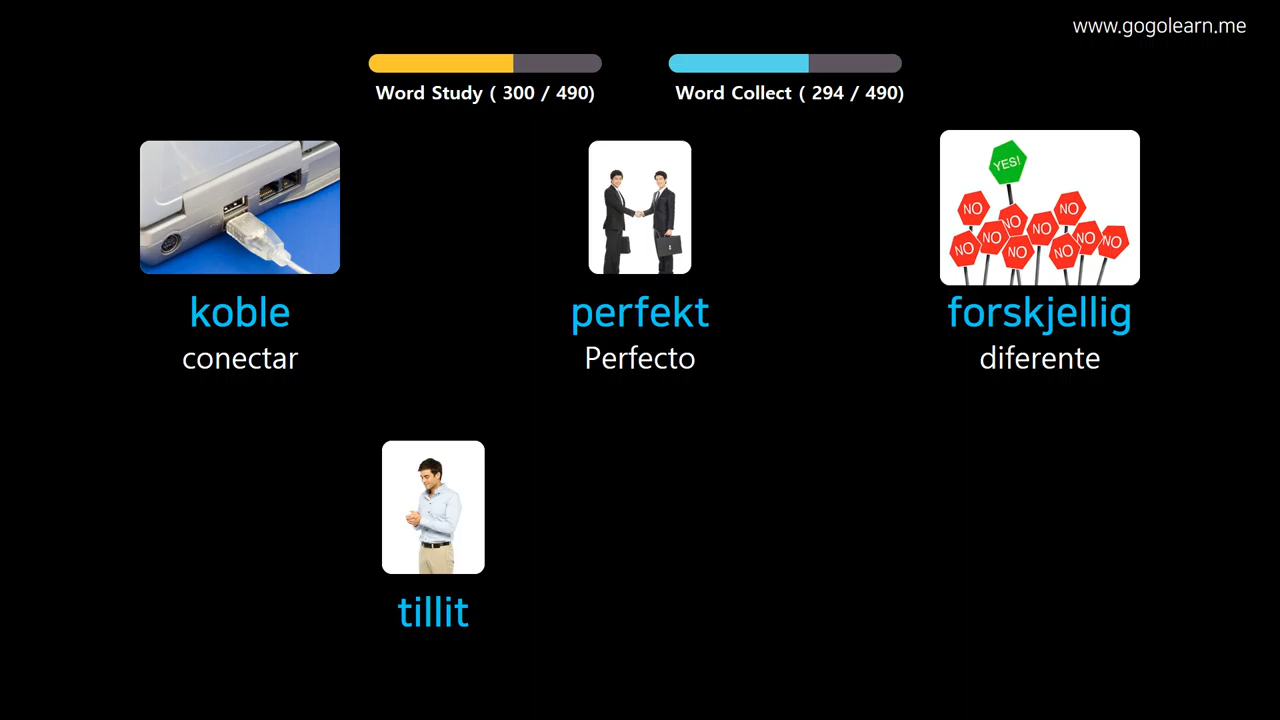 www.gogolearn.me
Word Study ( 300 / 490)
Word Collect ( 294 / 490)
YES!
NO
NO
NO
NO
NO
NO
NO
NO
NO
NO
koble
perfekt
forskjellig
conectar
Perfecto
diferente
tillit